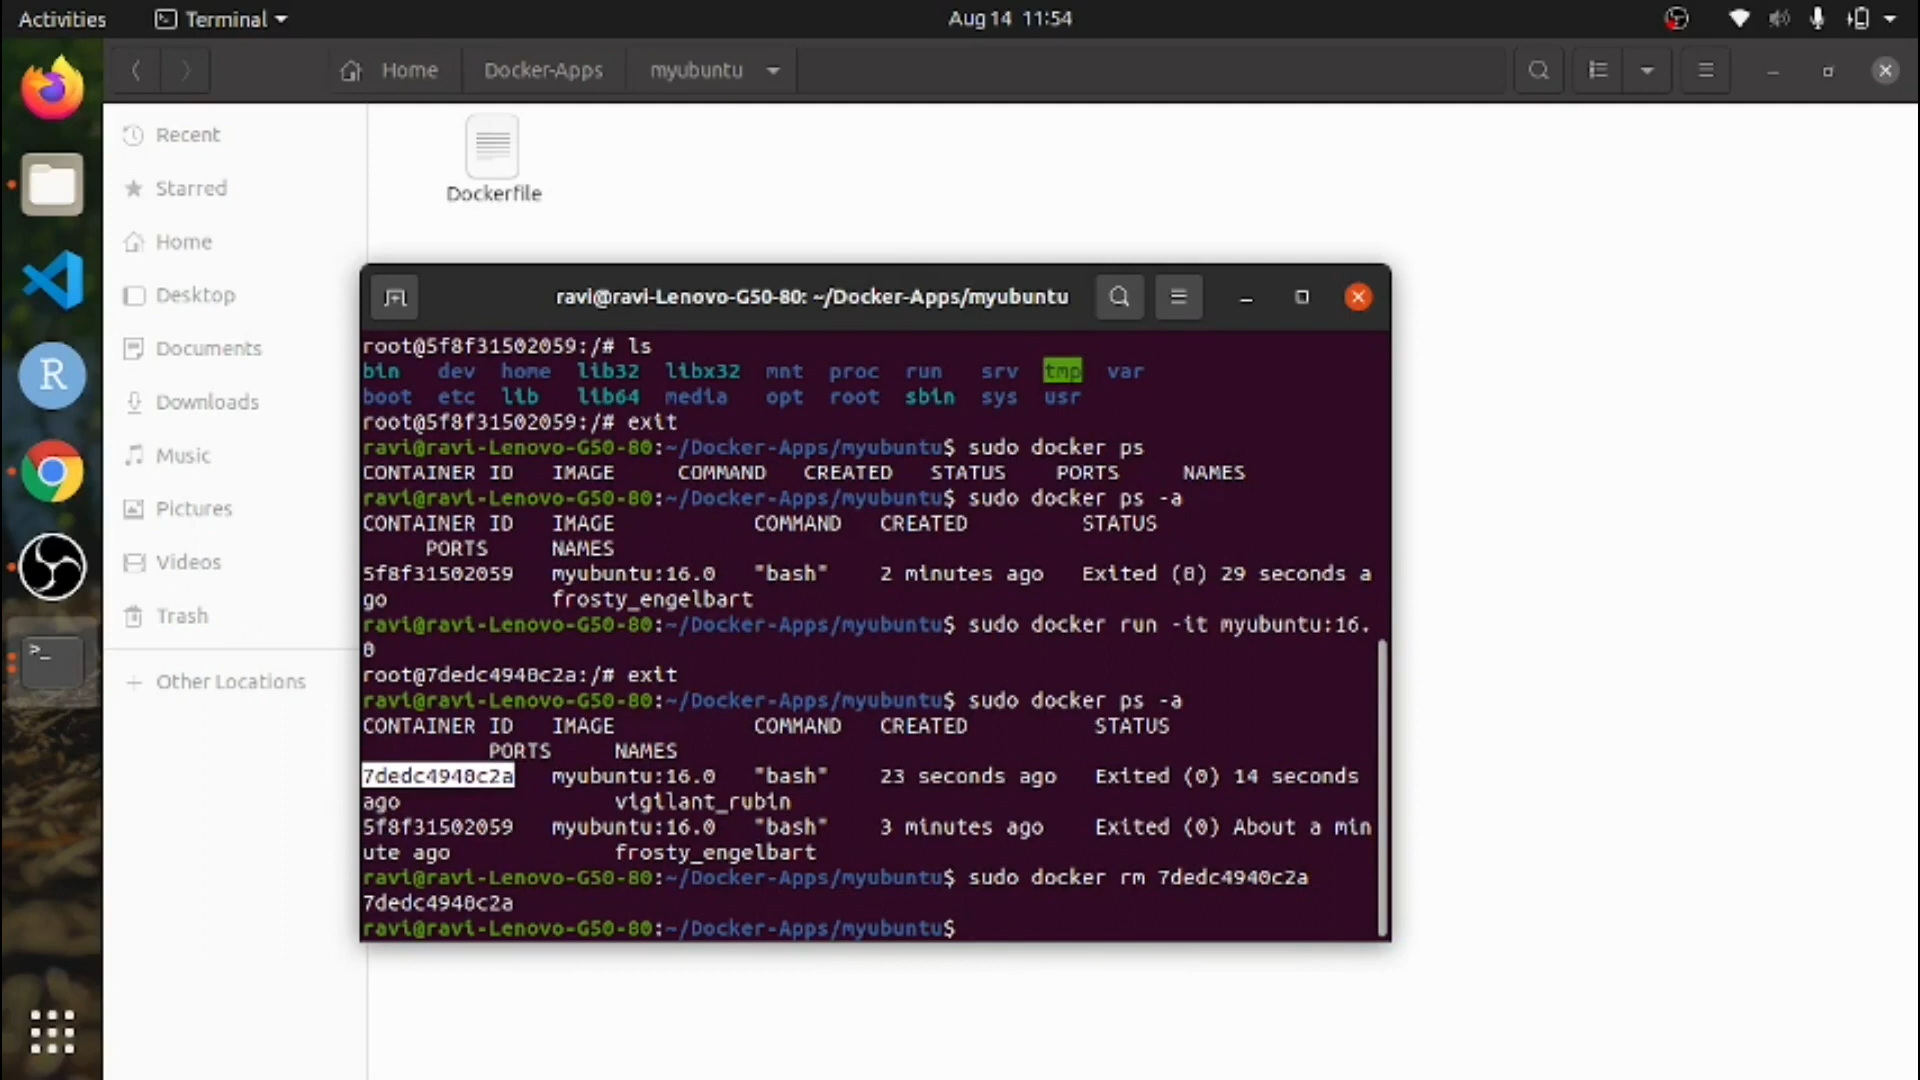 Activities Terminal Aug 14 11:54
Home Docker-Apps myubuntu
Recent
Starred
Home
Desktop
Documents
Downloads
Music
Pictures
Videos
Trash
+ Other Locations
Dockerfile
R
>_
ravi@ravi-Lenovo-G50-80: ~/Docker-Apps/myubuntu
root@5f8f31502059:/# ls
bin dev home lib32 libx32 mnt proc run srv tmp var
boot etc lib lib64 media opt root sbin sys usr
root@5f8f31502059:/# exit
ravi@ravi-Lenovo-G50-80:~/Docker-Apps/myubuntu$ sudo docker ps
CONTAINER ID IMAGE COMMAND CREATED STATUS PORTS NAMES
ravi@ravi-Lenovo-G50-80:~/Docker-Apps/myubuntu$ sudo docker ps -a
CONTAINER ID IMAGE COMMAND CREATED STATUS
PORTS NAMES
5f8f31502059 myubuntu:16.0 "bash" 2 minutes ago Exited (0) 29 seconds a
go frosty_engelbart
ravi@ravi-Lenovo-G50-80:~/Docker-Apps/myubuntu$ sudo docker run -it myubuntu:16.
0
root@7dedc4940c2a:/# exit
ravi@ravi-Lenovo-G50-80:~/Docker-Apps/myubuntu$ sudo docker ps -a
CONTAINER ID IMAGE COMMAND CREATED STATUS
PORTS NAMES
7dedc4940c2a myubuntu:16.0 "bash" 23 seconds ago Exited (0) 14 seconds
ago vigilant_rubin
5f8f31502059 myubuntu:16.0 "bash" 3 minutes ago Exited (0) About a min
ute ago frosty_engelbart
ravi@ravi-Lenovo-G50-80:~/Docker-Apps/myubuntu$ sudo docker rm 7dedc4940c2a
7dedc4940c2a
ravi@ravi-Lenovo-G50-80:~/Docker-Apps/myubuntu$